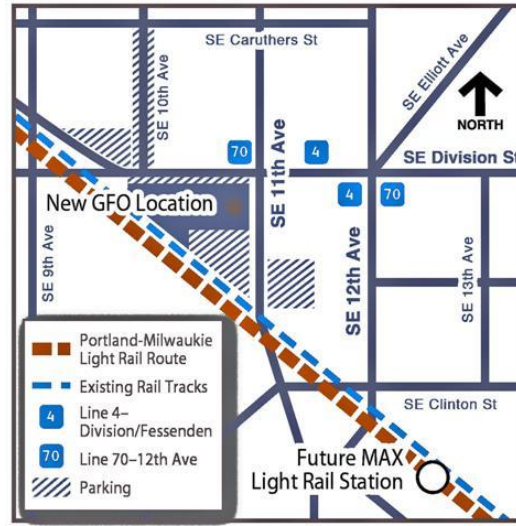 SE Caruthers St
SE 10th Ave
SE Elliott Ave
NORTH
70
4
SE Division St
SE 11th Ave
New GFO Location
4
70
SE 9th Ave
SE 12th Ave
SE 13th Ave
Portland-Milwaukie
Light Rail Route
Existing Rail Tracks
4
Line 4–
Division/Fessenden
70
Line 70–12th Ave
Parking
SE Clinton St
Future MAX
Light Rail Station